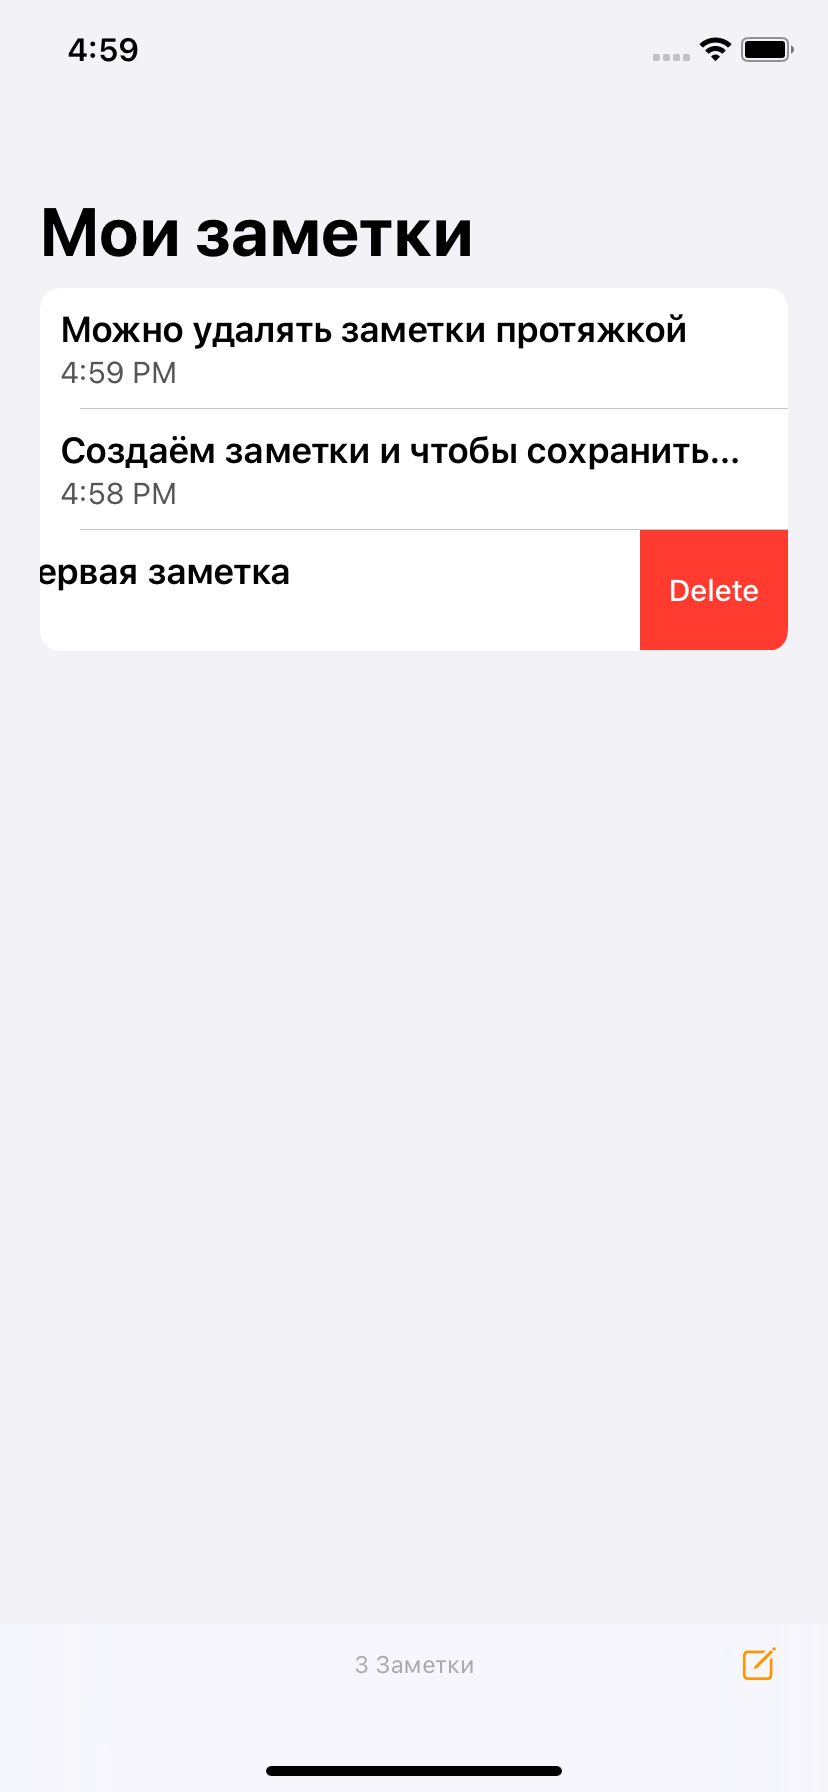 4:59
Мои заметки
Можно удалять заметки протяжкой
4:59 PM
Создаём заметки и чтобы сохранить...
4:58 PM
ервая заметка
Delete
3 Заметки